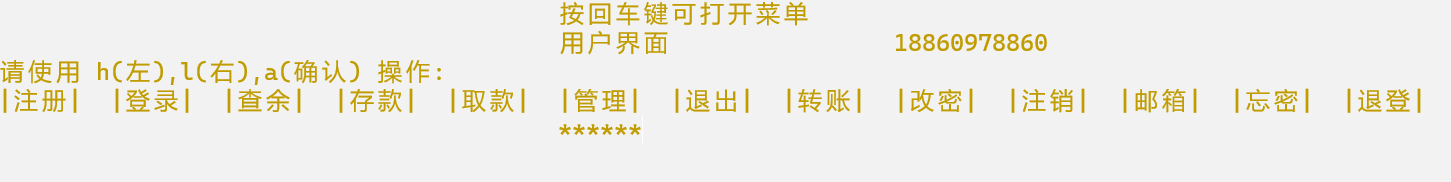 按回车键可打开菜单
用户界面 18860978860
请使用 h(左),l(右),a(确认) 操作:
|注册| |登录| |查余| |存款| |取款| |管理| |退出| |转账| |改密| |注销| |邮箱| |忘密| |退登|
******